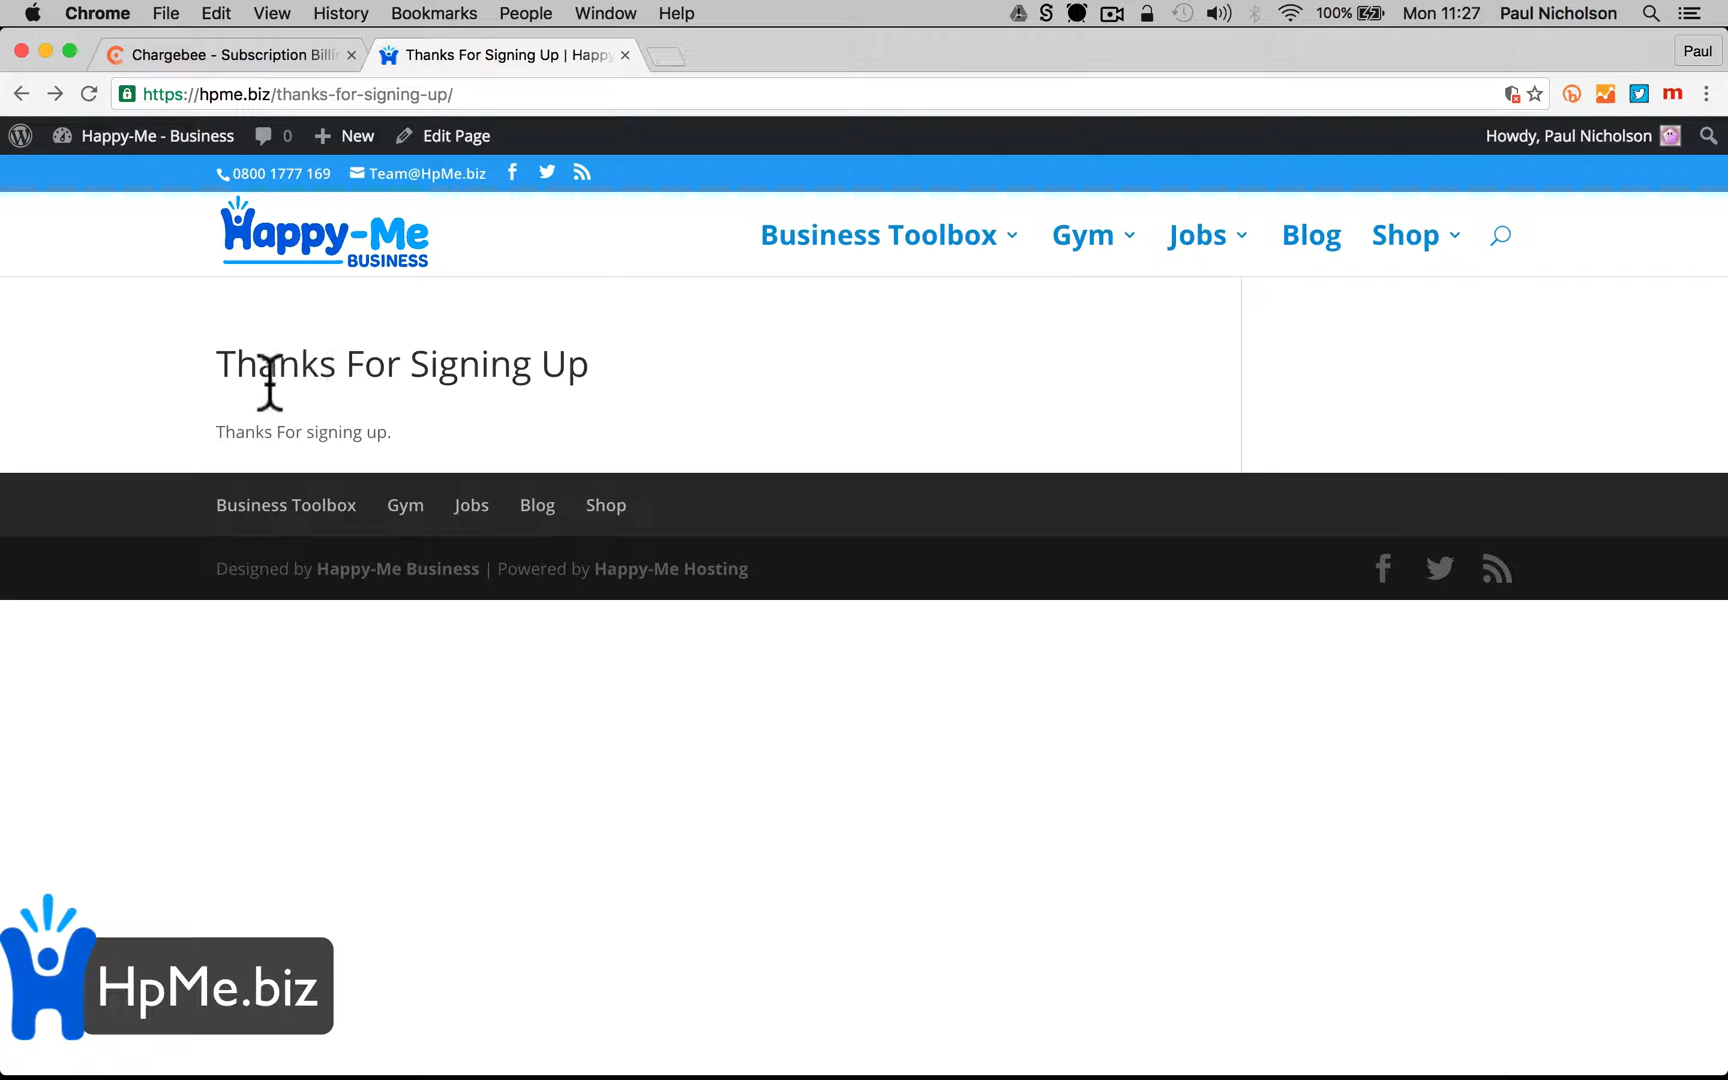 Chrome File Edit View History Bookmarks People Window Help 100% Mon 11:27 Paul Nicholson
Chargebee - Subscription Billi Thanks For Signing Up | Happy Paul
https://hpme.biz/thanks-for-signing-up/
Happy-Me - Business 0 New Edit Page Howdy, Paul Nicholson
0800 1777 169 Team@HpMe.biz
Happy-Me
BUSINESS
Business Toolbox Gym Jobs Blog Shop
Thanks For Signing Up
Thanks For signing up.
Business Toolbox Gym Jobs Blog Shop
Designed by Happy-Me Business | Powered by Happy-Me Hosting
HpMe.biz